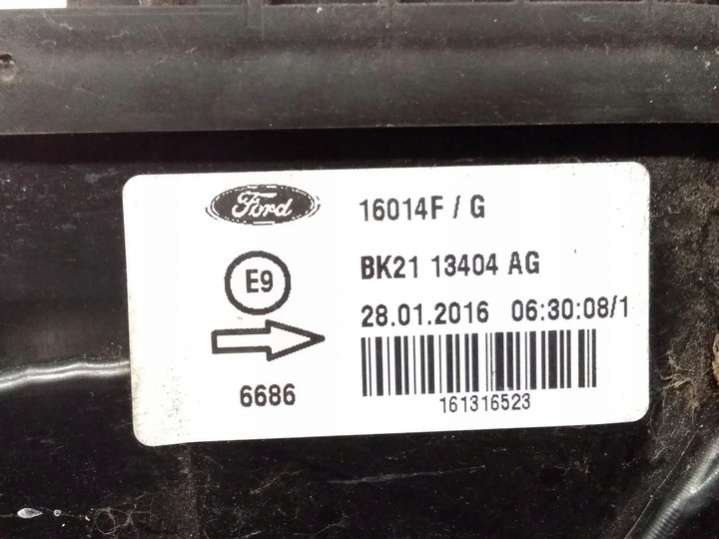 Ford
16014F / G
E9
BK21 13404 AG
28.01.2016 06:30:08/1
6686
161316523